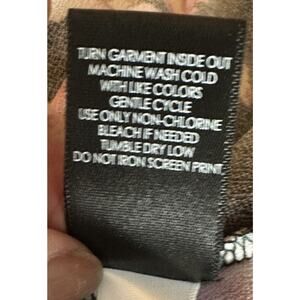 TURN GARMENT INSIDE OUT
MACHINE WASH COLD
WITH LIKE COLORS
GENTLE CYCLE
USE ONLY NON-CHLORINE
BLEACH IF NEEDED
TUMBLE DRY LOW
DO NOT IRON SCREEN PRINT